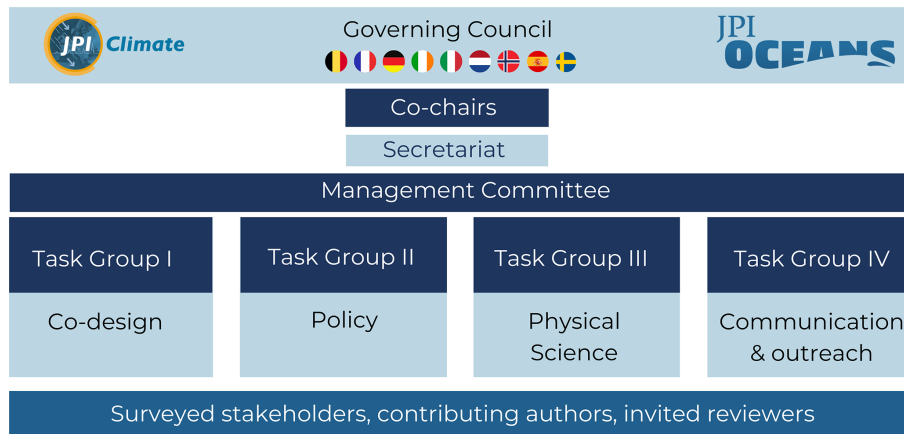 JPI Climate
Governing Council
JPI
OCEANS
Co-chairs
Secretariat
Management Committee
Task Group I
Co-design
Task Group II
Policy
Task Group III
Physical
Science
Task Group IV
Communication
& outreach
Surveyed stakeholders, contributing authors, invited reviewers